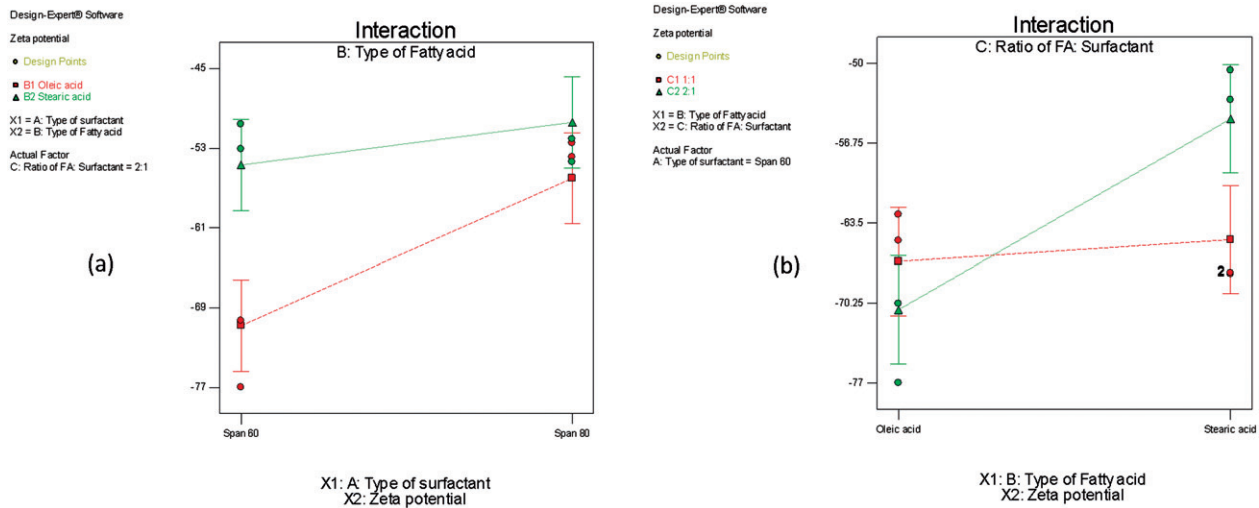 Design-Expert® Software
Zeta potential
Design Points
B1 Oleic acid
B2 Stearic acid
X1 = A: Type of surfactant
X2 = B: Type of Fatty acid
Actual Factor
C: Ratio of FA: Surfactant = 2:1
(a)
Interaction
B: Type of Fatty acid
-45
-53
-61
-69
-77
Span 60
Span 80
X1: A: Type of surfactant
X2: Zeta potential
Design-Expert® Software
Zeta potential
Design Points
C1 1:1
C2 2:1
X1 = B: Type of Fatty acid
X2 = C: Ratio of FA: Surfactant
Actual Factor
A: Type of surfactant = Span 60
(b)
Interaction
C: Ratio of FA: Surfactant
-50
-56.75
-63.5
-70.25
-77
2
Oleic acid
Stearic acid
X1: B: Type of Fatty acid
X2: Zeta potential